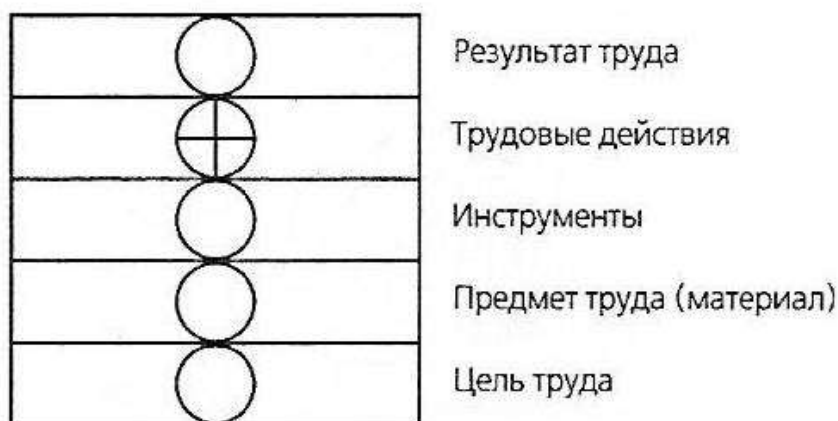 Результат труда
Трудовые действия
Инструменты
Предмет труда (материал)
Цель труда